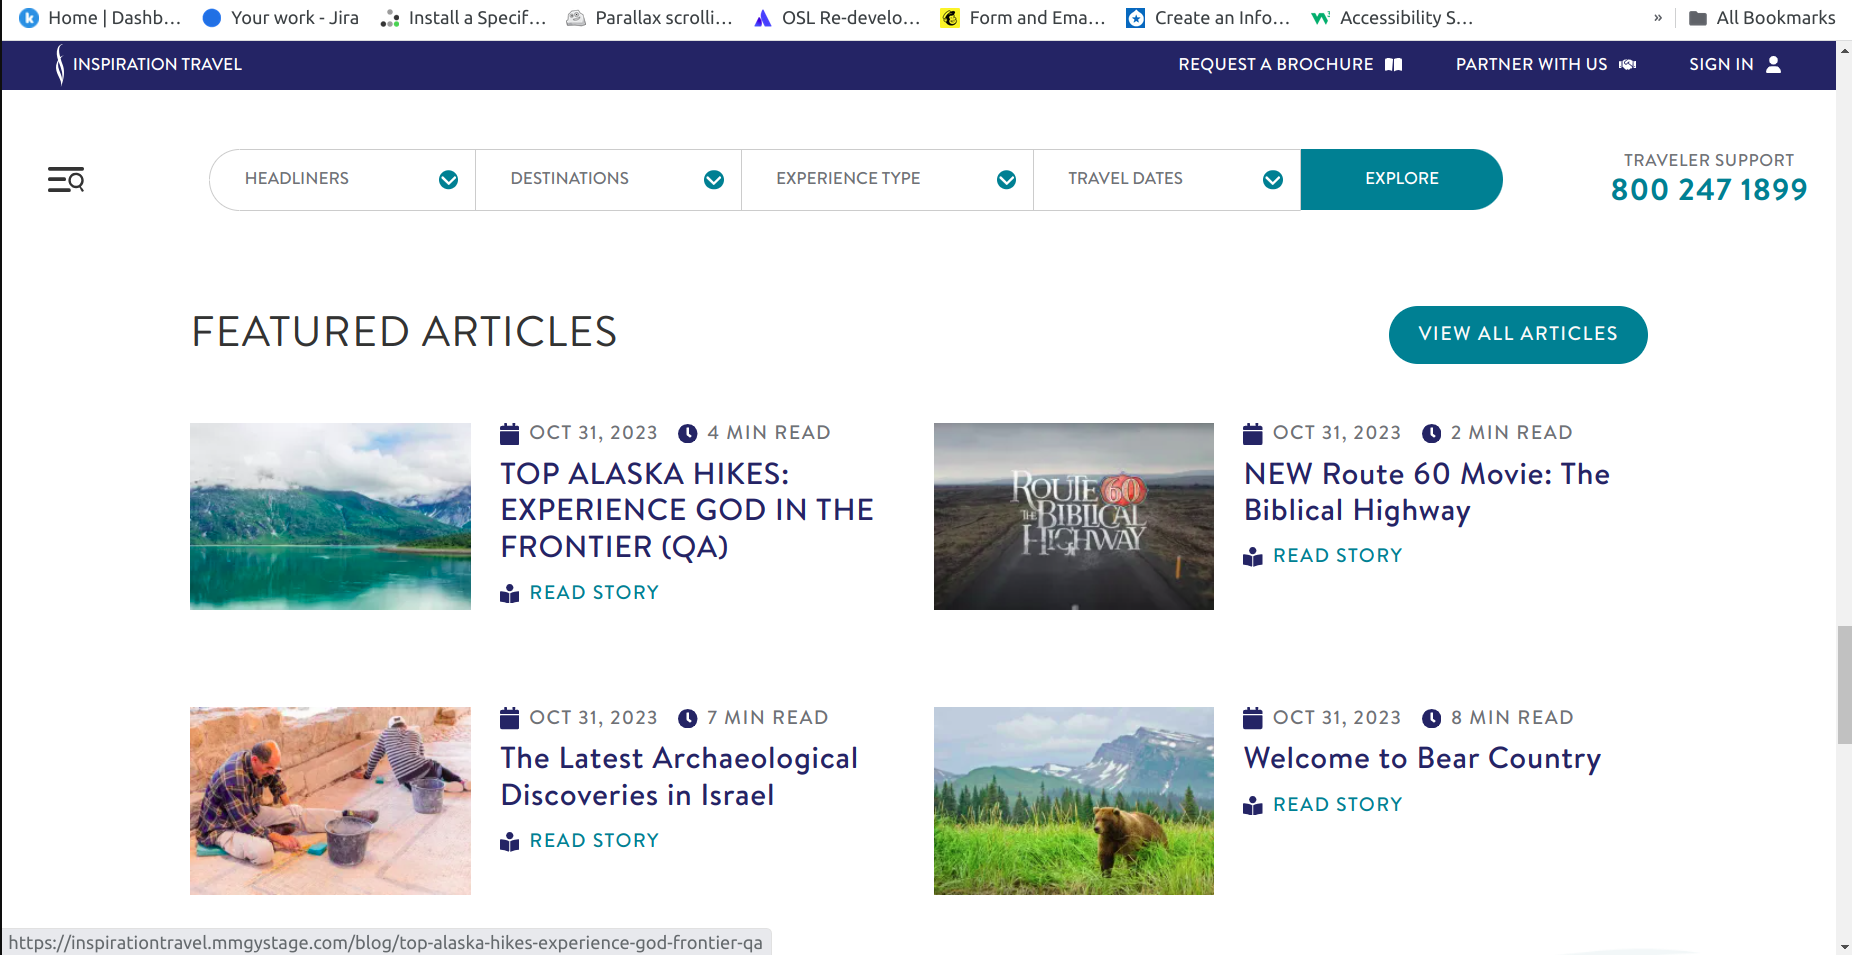 Home | Dashb...
Your work - Jira
Install a Specif...
Parallax scrolli...
OSL Re-develo...
Form and Ema...
Create an Info...
Accessibility S...
»
All Bookmarks
INSPIRATION TRAVEL
REQUEST A BROCHURE
PARTNER WITH US
SIGN IN
HEADLINERS
DESTINATIONS
EXPERIENCE TYPE
TRAVEL DATES
EXPLORE
TRAVELER SUPPORT
800 247 1899
FEATURED ARTICLES
VIEW ALL ARTICLES
OCT 31, 2023 4 MIN READ
TOP ALASKA HIKES:
EXPERIENCE GOD IN THE
FRONTIER (QA)
READ STORY
ROUTE 60
THE BIBLICAL
HIGHWAY
OCT 31, 2023 2 MIN READ
NEW Route 60 Movie: The
Biblical Highway
READ STORY
OCT 31, 2023 7 MIN READ
The Latest Archaeological
Discoveries in Israel
READ STORY
OCT 31, 2023 8 MIN READ
Welcome to Bear Country
READ STORY
https://inspirationtravel.mmgystage.com/blog/top-alaska-hikes-experience-god-frontier-qa